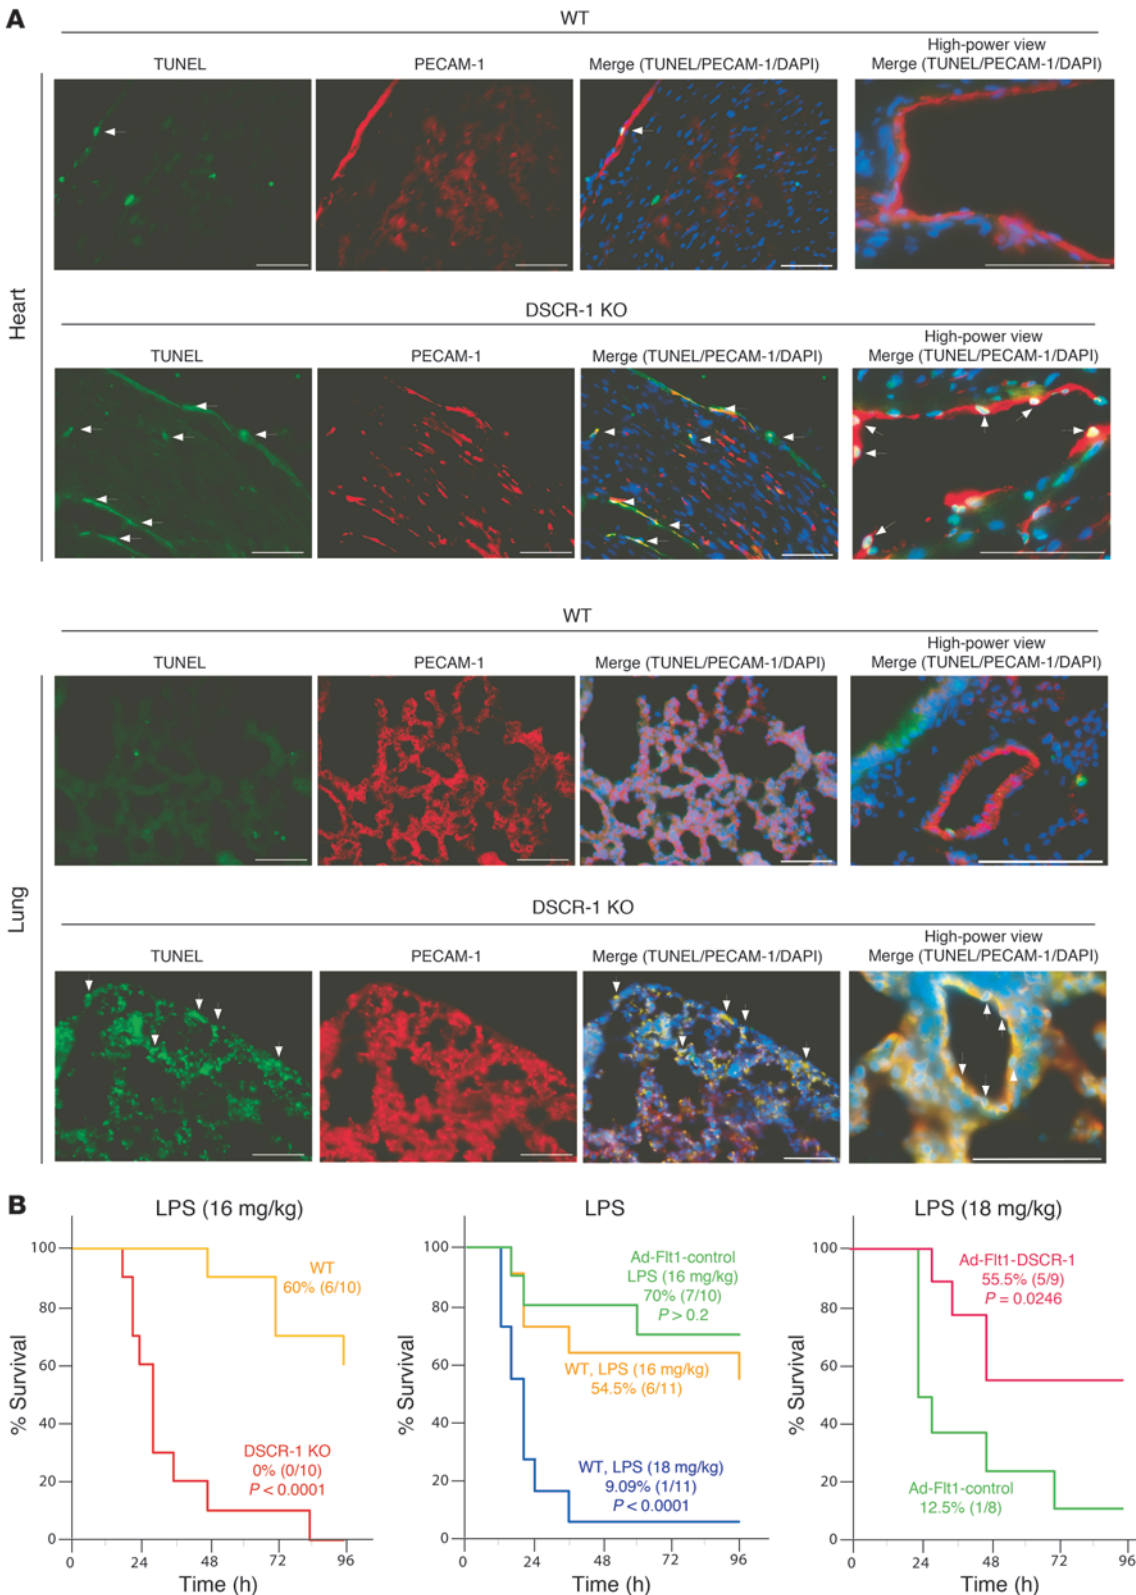 A
WT
TUNEL
PECAM-1
Merge (TUNEL/PECAM-1/DAPI)
High-power view
Merge (TUNEL/PECAM-1/DAPI)
Heart
DSCR-1 KO
TUNEL
PECAM-1
Merge (TUNEL/PECAM-1/DAPI)
High-power view
Merge (TUNEL/PECAM-1/DAPI)
WT
TUNEL
PECAM-1
Merge (TUNEL/PECAM-1/DAPI)
High-power view
Merge (TUNEL/PECAM-1/DAPI)
Lung
DSCR-1 KO
TUNEL
PECAM-1
Merge (TUNEL/PECAM-1/DAPI)
High-power view
Merge (TUNEL/PECAM-1/DAPI)
B
LPS (16 mg/kg)
% Survival
100
80
60
40
20
0
WT
60% (6/10)
DSCR-1 KO
0% (0/10)
P < 0.0001
0 24 48 72 96
Time (h)
LPS
% Survival
100
80
60
40
20
0
Ad-Flt1-control
LPS (16 mg/kg)
70% (7/10)
P > 0.2
WT, LPS (16 mg/kg)
54.5% (6/11)
WT, LPS (18 mg/kg)
9.09% (1/11)
P < 0.0001
0 24 48 72 96
Time (h)
LPS (18 mg/kg)
% Survival
100
80
60
40
20
0
Ad-Flt1-DSCR-1
55.5% (5/9)
P = 0.0246
Ad-Flt1-control
12.5% (1/8)
0 24 48 72 96
Time (h)